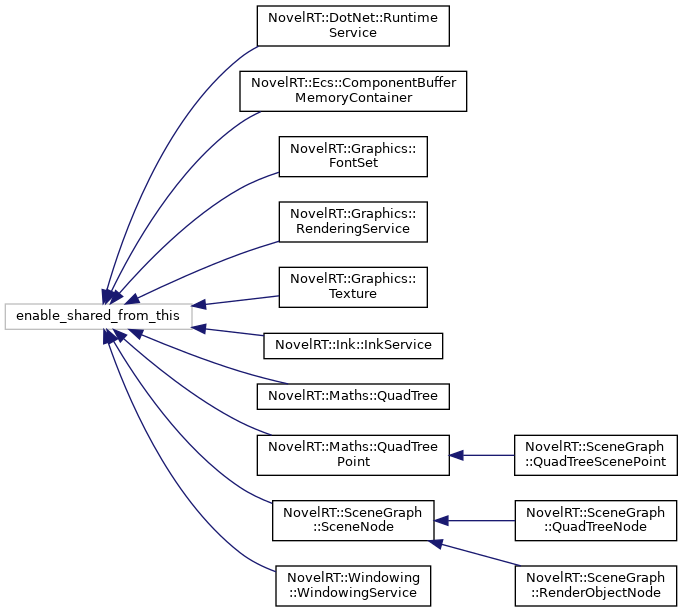 NovelRT::DotNet::Runtime
Service
NovelRT::Ecs::ComponentBuffer
MemoryContainer
NovelRT::Graphics::
FontSet
NovelRT::Graphics::
RenderingService
NovelRT::Graphics::
Texture
enable_shared_from_this
NovelRT::Ink::InkService
NovelRT::Maths::QuadTree
NovelRT::Maths::QuadTree
Point
NovelRT::SceneGraph
::QuadTreeScenePoint
NovelRT::SceneGraph
::SceneNode
NovelRT::SceneGraph
::QuadTreeNode
NovelRT::SceneGraph
::RenderObjectNode
NovelRT::Windowing
::WindowingService